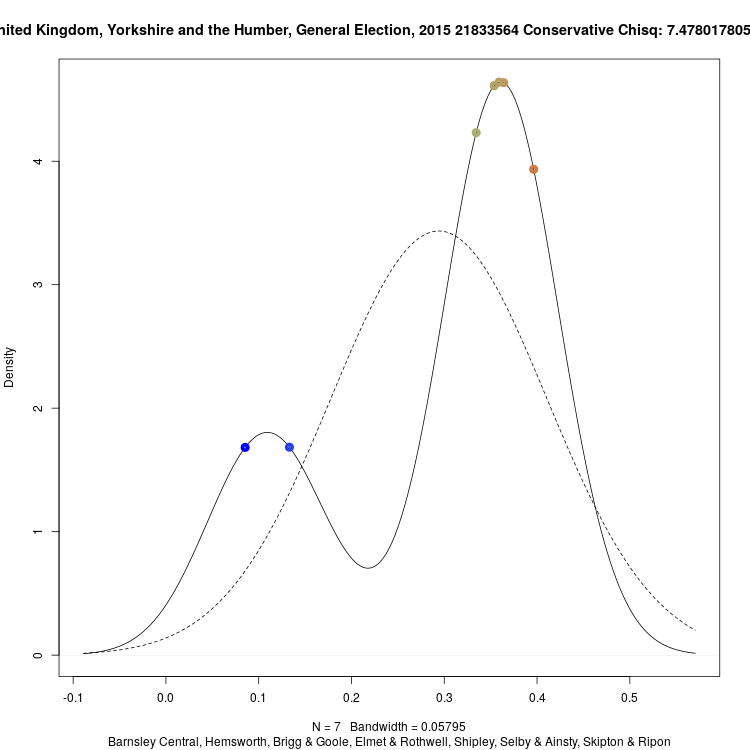 nited Kingdom, Yorkshire and the Humber, General Election, 2015 21833564 Conservative Chisq: 7.478017805
Density
4
3
2
1
0
-0.1 0.0 0.1 0.2 0.3 0.4 0.5
N = 7 Bandwidth = 0.05795
Barnsley Central, Hemsworth, Brigg & Goole, Elmet & Rothwell, Shipley, Selby & Ainsty, Skipton & Ripon